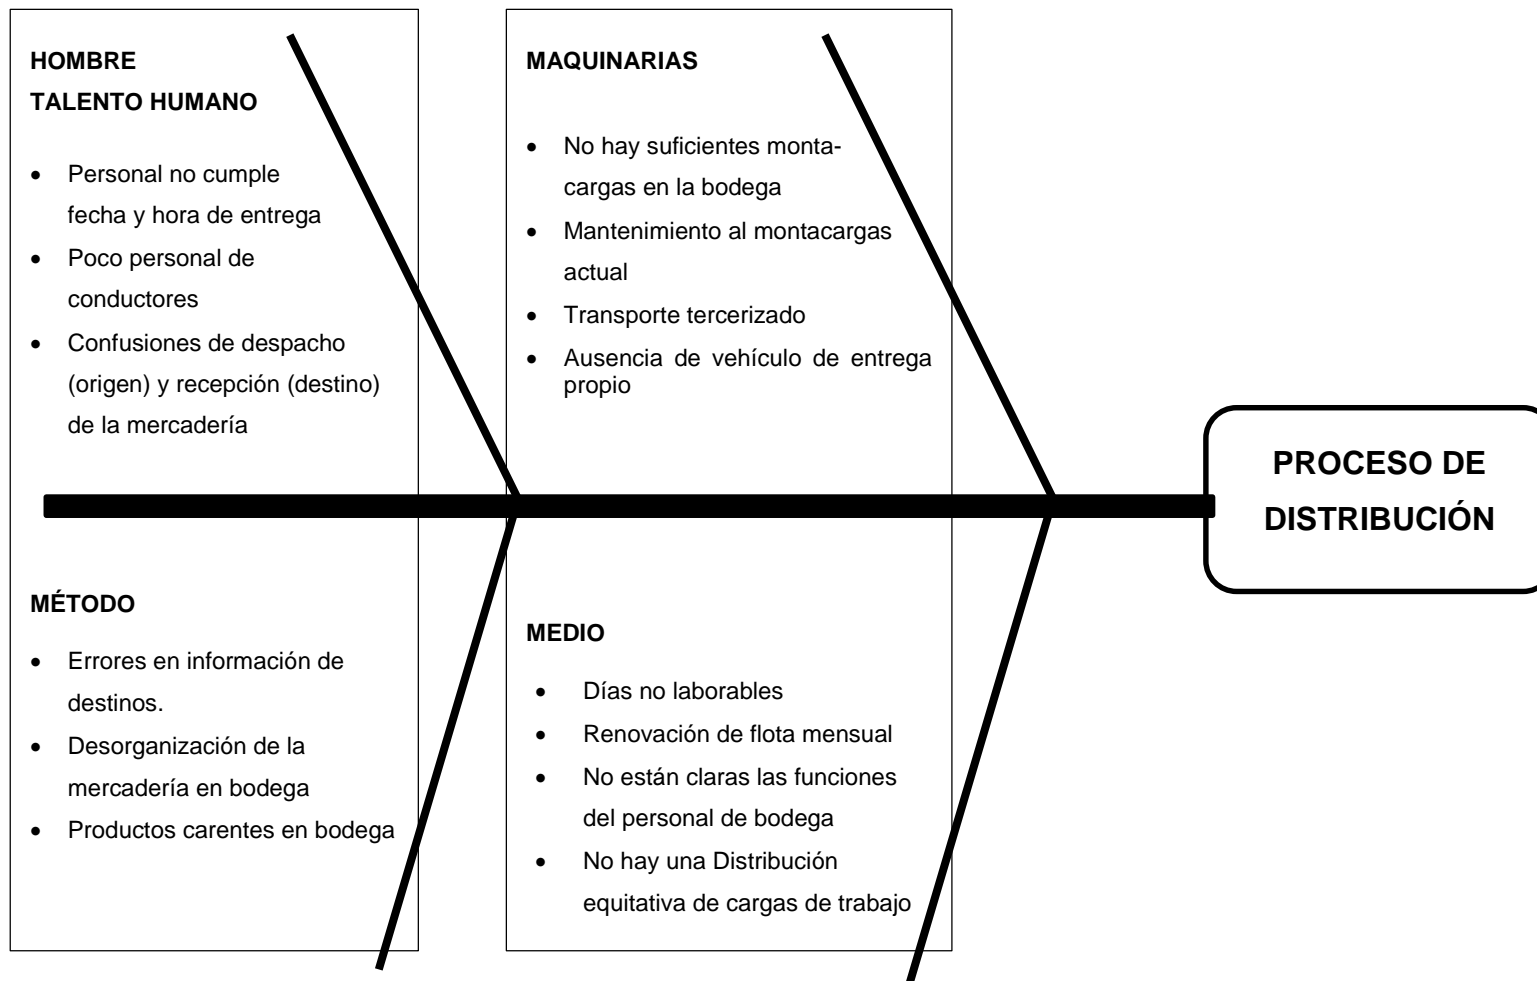 HOMBRE
TALENTO HUMANO
• Personal no cumple
fecha y hora de entrega
• Poco personal de
conductores
• Confusiones de despacho
(origen) y recepción (destino)
de la mercadería
MAQUINARIAS
• No hay suficientes monta-
cargas en la bodega
• Mantenimiento al montacargas
actual
• Transporte tercerizado
• Ausencia de vehículo de entrega
propio
PROCESO DE
DISTRIBUCIÓN
MÉTODO
• Errores en información de
destinos.
• Desorganización de la
mercadería en bodega
• Productos carentes en bodega
MEDIO
• Días no laborables
• Renovación de flota mensual
• No están claras las funciones
del personal de bodega
• No hay una Distribución
equitativa de cargas de trabajo